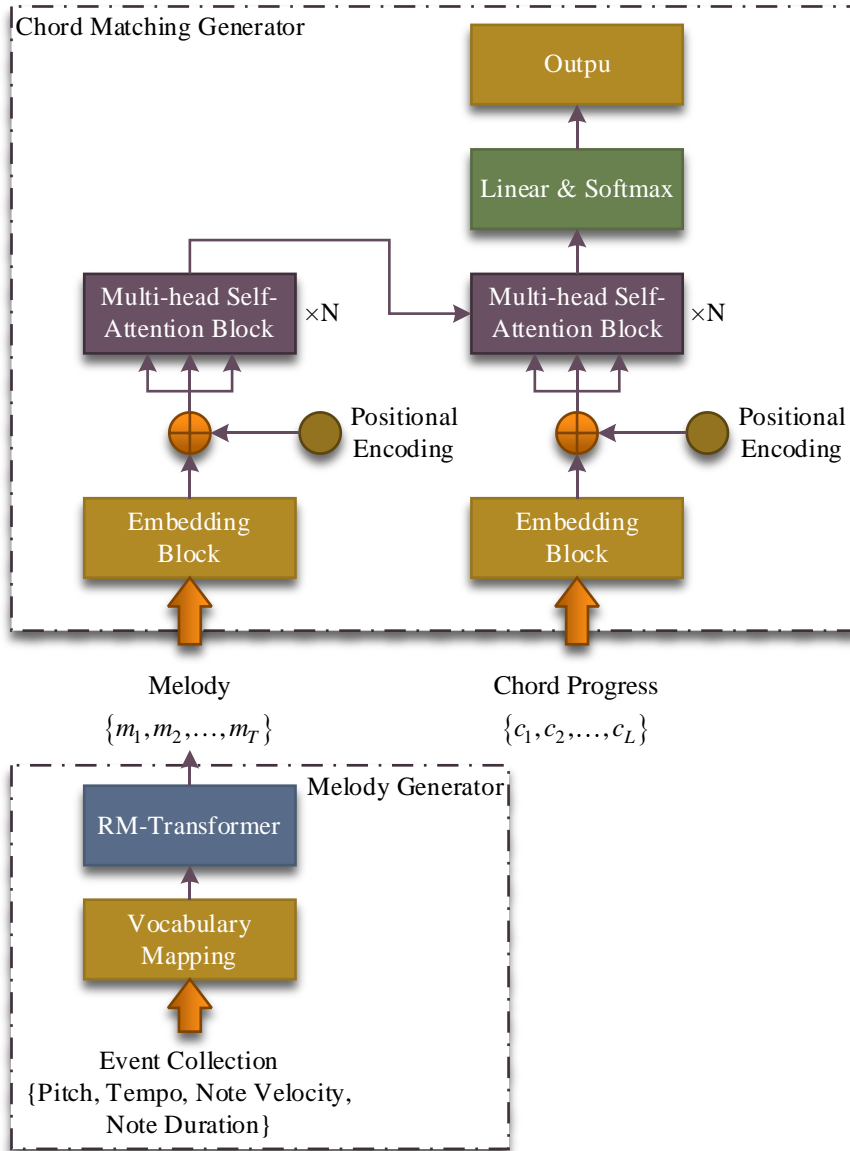 Chord Matching Generator
Outpu
Linear & Softmax
Multi-head Self-
Attention Block
×N
Multi-head Self-
Attention Block
×N
Positional
Encoding
Positional
Encoding
Embedding
Block
Embedding
Block
Melody
{m₁,m₂,…,m_T}
Chord Progress
{c₁,c₂,…,c_L}
Melody Generator
RM-Transformer
Vocabulary
Mapping
Event Collection
{Pitch, Tempo, Note Velocity,
Note Duration}